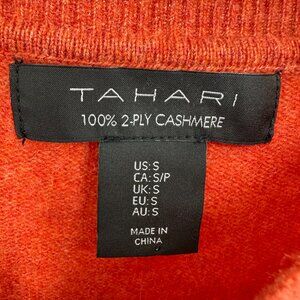 TAHARI
100% 2-PLY CASHMERE
US: S
CA: S/P
UK: S
EU: S
AU: S
MADE IN
CHINA